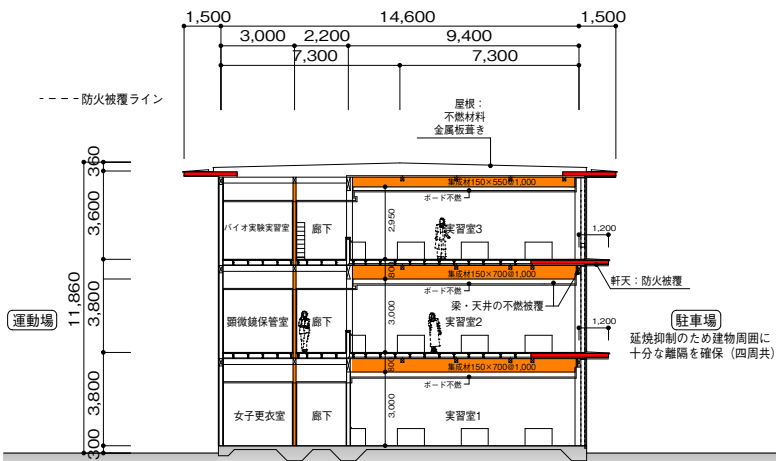 1,500
14,600
1,500
3,000
2,200
9,400
7,300
7,300
防火被覆ライン
屋根：
不燃材料
金属板葺き
360
集成材150×550@1,000
ボード不燃
3,600
2,950
バイオ実験実習室
廊下
実習室3
1,200
800
集成材150×700@1,000
軒天：防火被覆
ボード不燃
梁・天井の不燃被覆
運動場
11,860
3,800
顕微鏡保管室
廊下
3,000
実習室2
1,200
駐車場
延焼抑制のため建物周囲に
十分な離隔を確保（四周共）
800
集成材150×700@1,000
ボード不燃
3,800
女子更衣室
廊下
3,000
実習室1
300